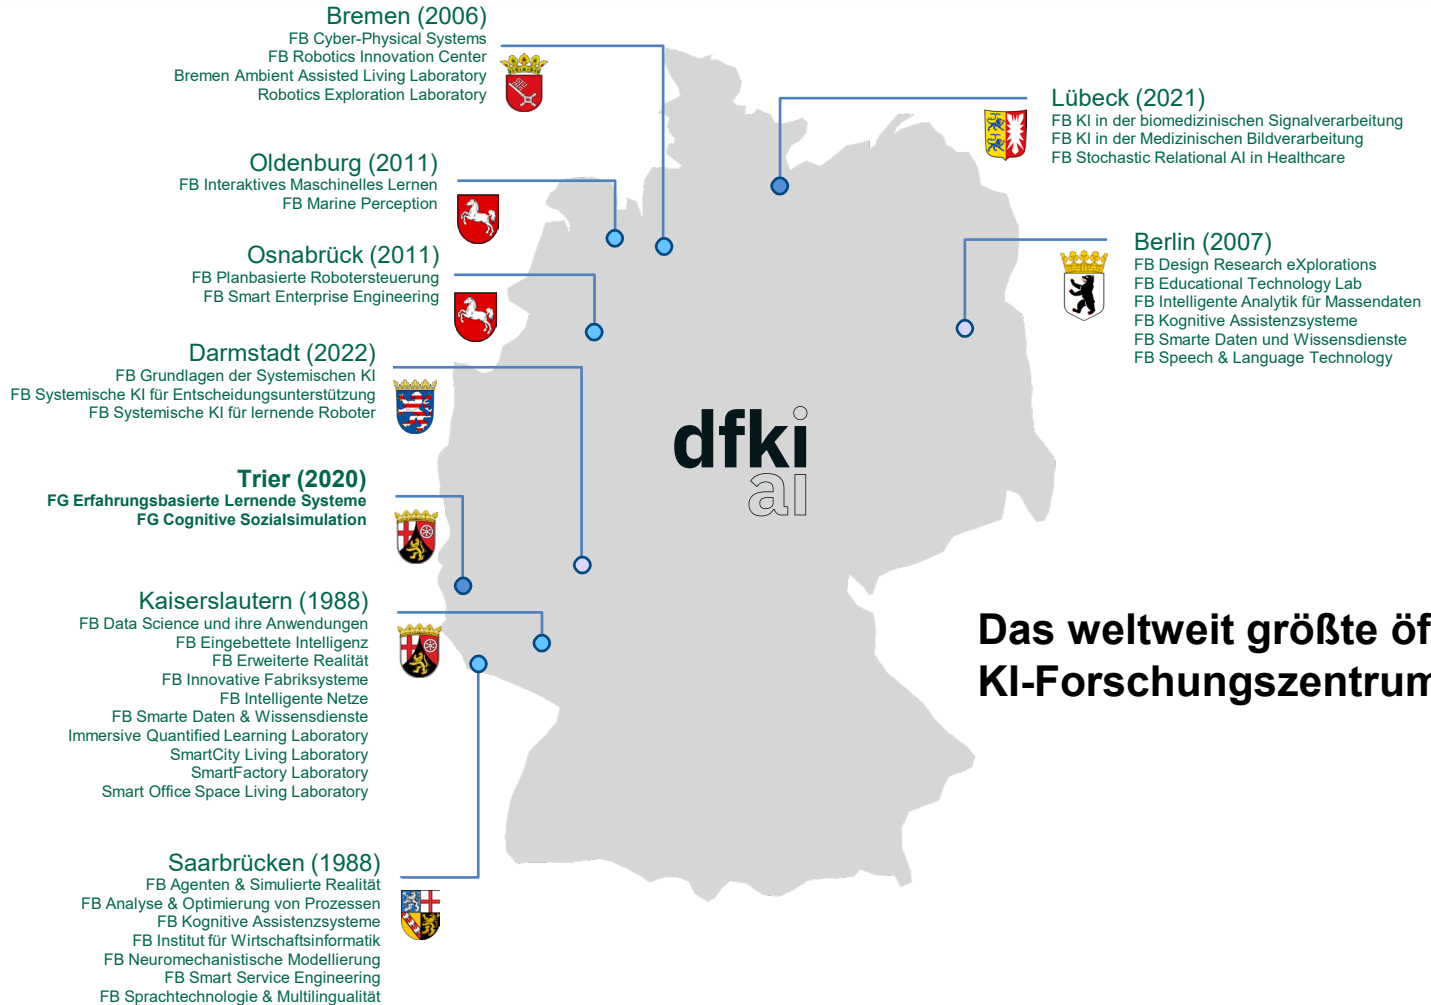 Bremen (2006)
FB Cyber-Physical Systems
FB Robotics Innovation Center
Bremen Ambient Assisted Living Laboratory
Robotics Exploration Laboratory
Oldenburg (2011)
FB Interaktives Maschinelles Lernen
FB Marine Perception
Osnabrück (2011)
FB Planbasierte Robotersteuerung
FB Smart Enterprise Engineering
Darmstadt (2022)
FB Grundlagen der Systemischen KI
FB Systemische KI für Entscheidungsunterstützung
FB Systemische KI für lernende Roboter
Trier (2020)
FG Erfahrungsbasierte Lernende Systeme
FG Cognitive Sozialsimulation
Kaiserslautern (1988)
FB Data Science und ihre Anwendungen
FB Eingebettete Intelligenz
FB Erweiterte Realität
FB Innovative Fabriksysteme
FB Intelligente Netze
FB Smarte Daten & Wissensdienste
Immersive Quantified Learning Laboratory
SmartCity Living Laboratory
SmartFactory Laboratory
Smart Office Space Living Laboratory
Saarbrücken (1988)
FB Agenten & Simulierte Realität
FB Analyse & Optimierung von Prozessen
FB Kognitive Assistenzsysteme
FB Institut für Wirtschaftsinformatik
FB Neuromechanistische Modellierung
FB Smart Service Engineering
FB Sprachtechnologie & Multilingualität
dfki
ai
Lübeck (2021)
FB KI in der biomedizinischen Signalverarbeitung
FB KI in der Medizinischen Bildverarbeitung
FB Stochastic Relational AI in Healthcare
Berlin (2007)
FB Design Research eXplorations
FB Educational Technology Lab
FB Intelligente Analytik für Massendaten
FB Kognitive Assistenzsysteme
FB Smarte Daten und Wissensdienste
FB Speech & Language Technology
Das weltweit größte öf
KI-Forschungszentrum